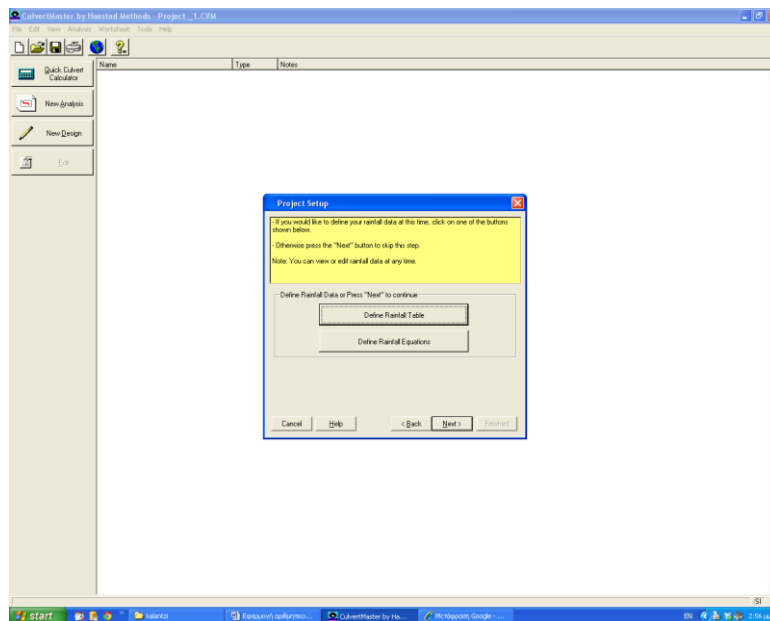 CulvertMaster by Haestad Methods - Project _1.CVM
File Edit View Analysis Worksheet Tools Help
Name Type Notes
Quick Culvert
Calculator
New Analysis
New Design
Edit
Project Setup
- If you would like to define your rainfall data at this time, click on one of the buttons
shown below.
- Otherwise press the "Next" button to skip this step.
Note: You can view or edit rainfall data at any time.
Define Rainfall Data or Press "Next" to continue
Define Rainfall Table
Define Rainfall Equations
Cancel Help < Back Next > Finished
SI
start kalantzi Εφαρμογή αριθμητικο... CulvertMaster by Ha... Μετάφραση Google - ... EN 2:56 μμ